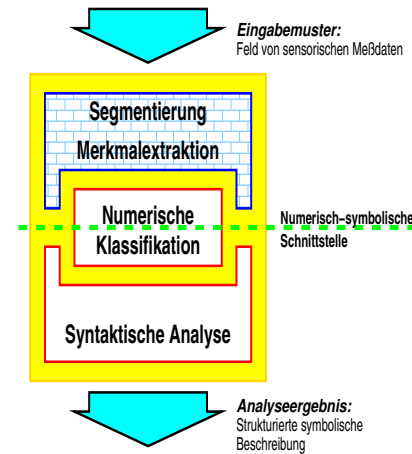 Eingabemuster:
Feld von sensorischen Meßdaten
Segmentierung
Merkmalextraktion
Numerische
Klassifikation
Numerisch–symbolische
Schnittstelle
Syntaktische Analyse
Analyseergebnis:
Strukturierte symbolische
Beschreibung